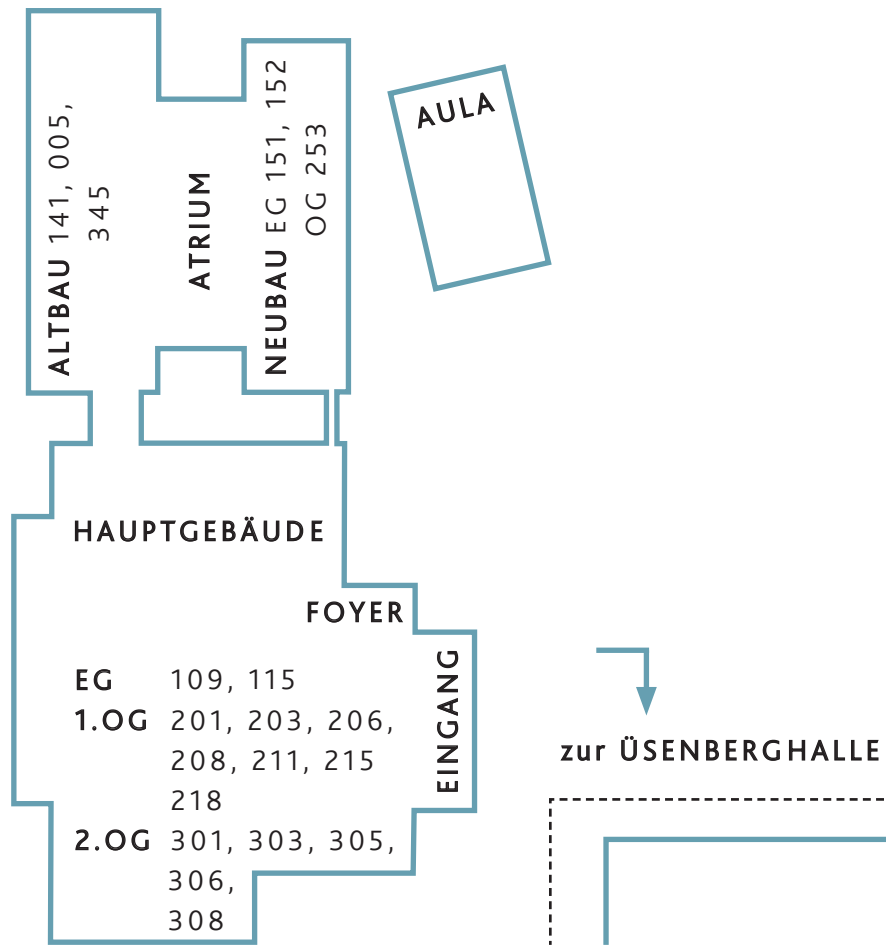 ALTBAU 141, 005,
345
ATRIUM
NEUBAU EG 151, 152
OG 253
AULA
HAUPTGEBÄUDE
FOYER
EINGANG
EG 109, 115
1.OG 201, 203, 206,
208, 211, 215
218
2.OG 301, 303, 305,
306,
308
zur ÜSENBERGHALLE